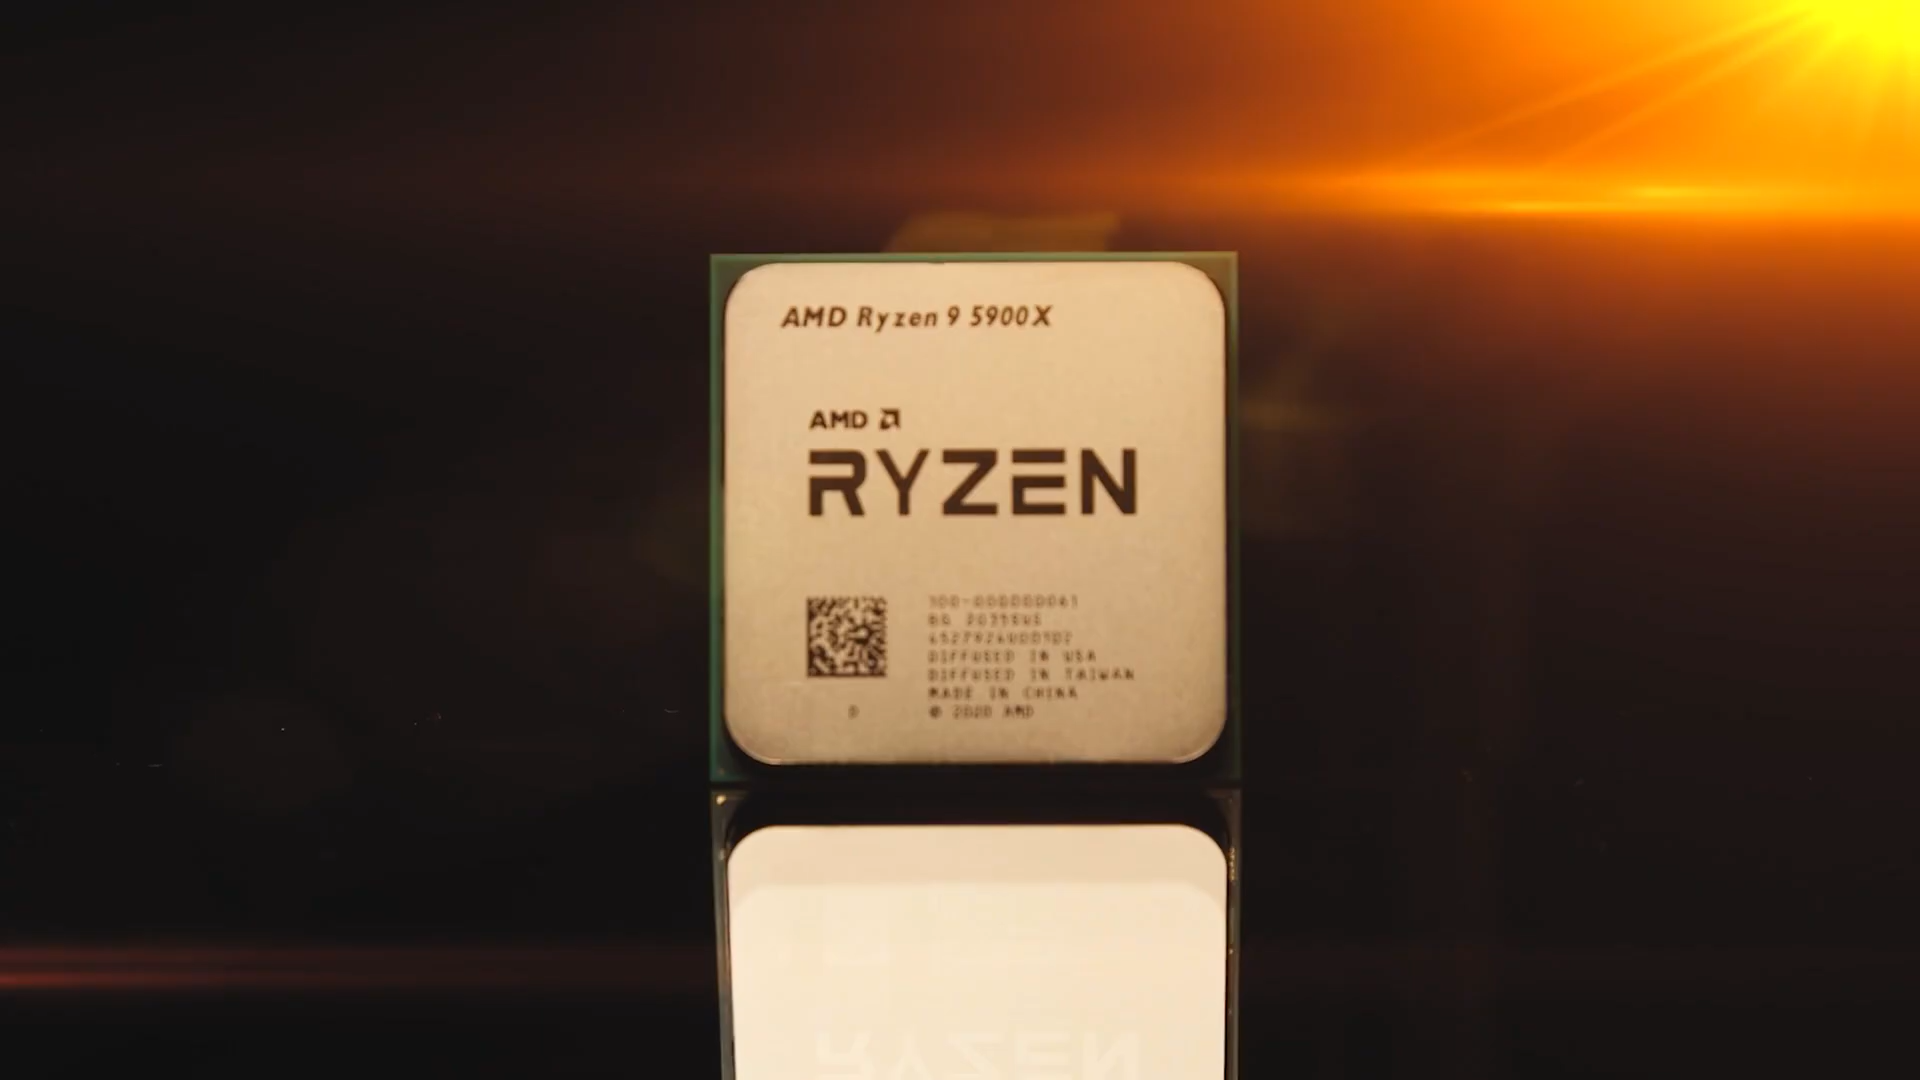 AMD Ryzen 9 5900X
AMD
RYZEN
100-000000061
DIFFUSED IN USA
DIFFUSED IN TAIWAN
MADE IN CHINA
© 2020 AMD
RYZEN